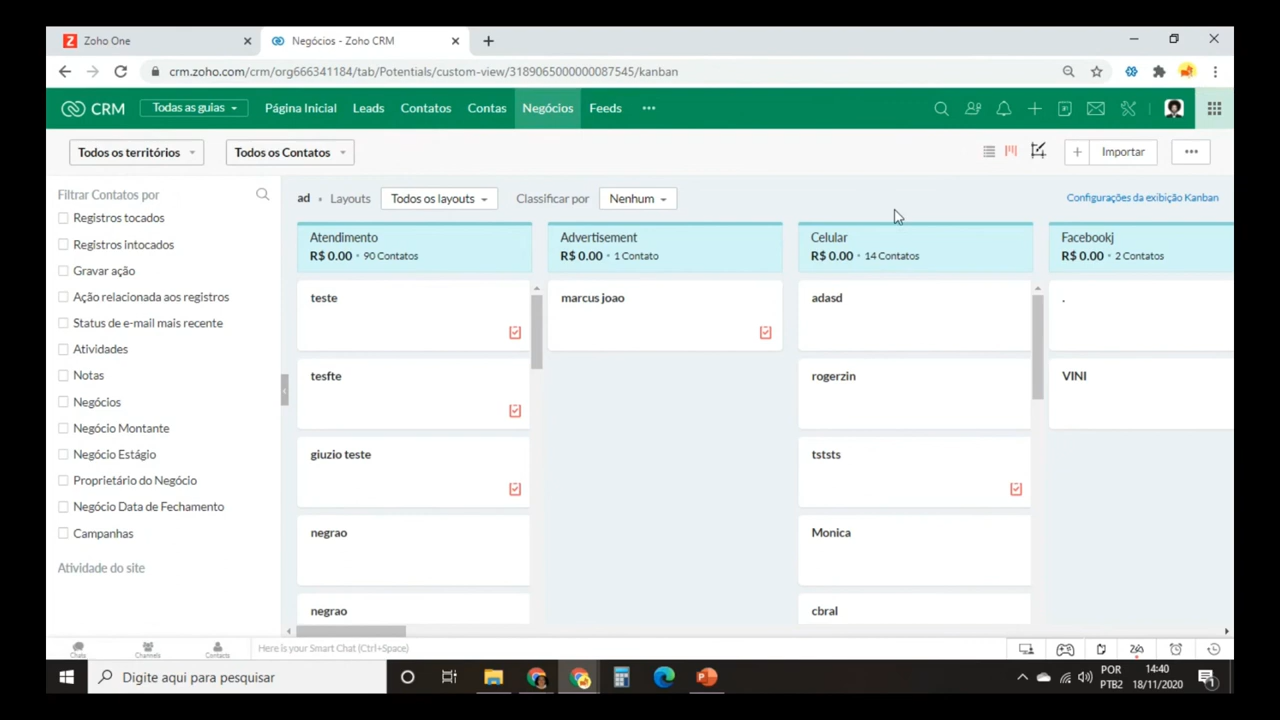 Zoho One
Negócios - Zoho CRM
crm.zoho.com/crm/org666341184/tab/Potentials/custom-view/3189065000000087545/kanban
CRM
Todas as guias
Página Inicial
Leads
Contatos
Contas
Negócios
Feeds
Todos os territórios
Todos os Contatos
Importar
Filtrar Contatos por
Registros tocados
Registros intocados
Gravar ação
Ação relacionada aos registros
Status de e-mail mais recente
Atividades
Notas
Negócios
Negócio Montante
Negócio Estágio
Proprietário do Negócio
Negócio Data de Fechamento
Campanhas
Atividade do site
ad
Layouts
Todos os layouts
Classificar por
Nenhum
Configurações da exibição Kanban
Atendimento
R$ 0.00 • 90 Contatos
teste
tesfte
giuzio teste
negrao
negrao
Advertisement
R$ 0.00 • 1 Contato
marcus joao
Celular
R$ 0.00 • 14 Contatos
adasd
rogerzin
tststs
Monica
cbral
Facebookj
R$ 0.00 • 2 Contatos
.
VINI
Chats
Channels
Contacts
Here is your Smart Chat (Ctrl+Space)
Digite aqui para pesquisar
POR
PTB2
14:40
18/11/2020
1